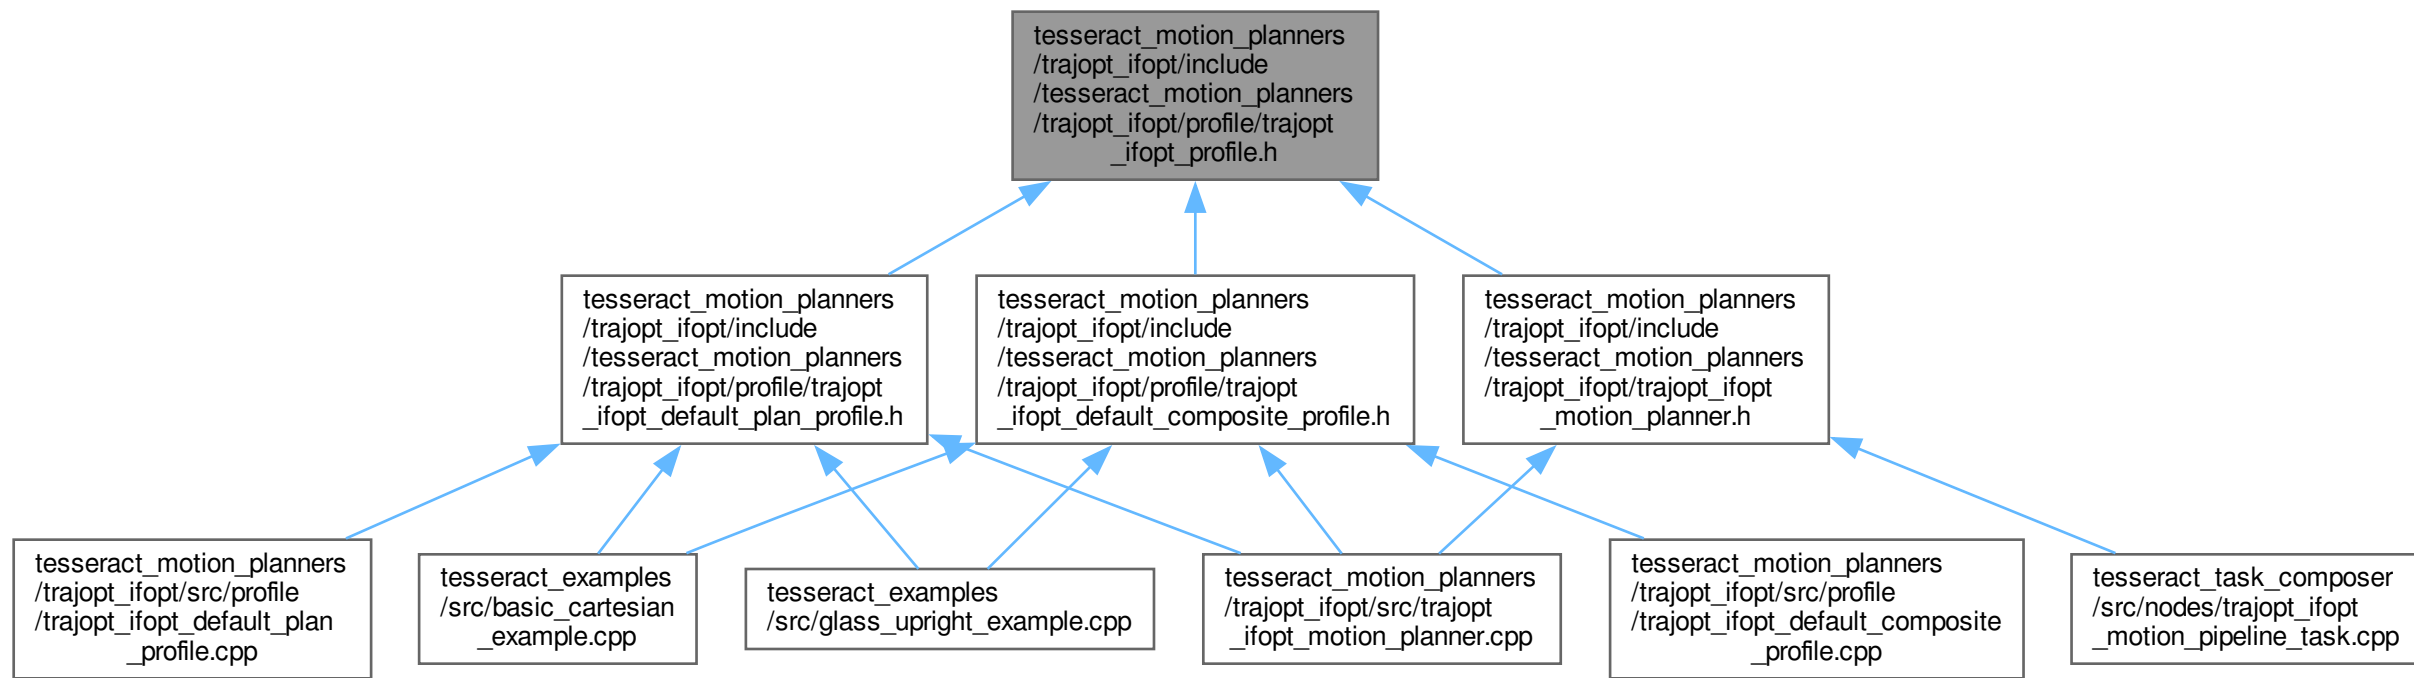 tesseract_motion_planners
/trajopt_ifopt/include
/tesseract_motion_planners
/trajopt_ifopt/profile/trajopt
_ifopt_profile.h
tesseract_motion_planners
/trajopt_ifopt/include
/tesseract_motion_planners
/trajopt_ifopt/profile/trajopt
_ifopt_default_plan_profile.h
tesseract_motion_planners
/trajopt_ifopt/include
/tesseract_motion_planners
/trajopt_ifopt/profile/trajopt
_ifopt_default_composite_profile.h
tesseract_motion_planners
/trajopt_ifopt/include
/tesseract_motion_planners
/trajopt_ifopt/trajopt_ifopt
_motion_planner.h
tesseract_motion_planners
/trajopt_ifopt/src/profile
/trajopt_ifopt_default_plan
_profile.cpp
tesseract_examples
/src/basic_cartesian
_example.cpp
tesseract_examples
/src/glass_upright_example.cpp
tesseract_motion_planners
/trajopt_ifopt/src/trajopt
_ifopt_motion_planner.cpp
tesseract_motion_planners
/trajopt_ifopt/src/profile
/trajopt_ifopt_default_composite
_profile.cpp
tesseract_task_composer
/src/nodes/trajopt_ifopt
_motion_pipeline_task.cpp